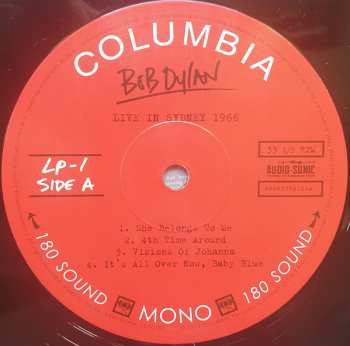 COLUMBIA
BOB DYLAN
LIVE IN SYDNEY 1966
LP-1
SIDE A
33 1/3 RPM
AUDIO-SONIC
1. She Belongs To Me
2. 4th Time Around
3. Visions Of Johanna
4. It's All Over Now, Baby Blue
180 SOUND MONO 180 SOUND